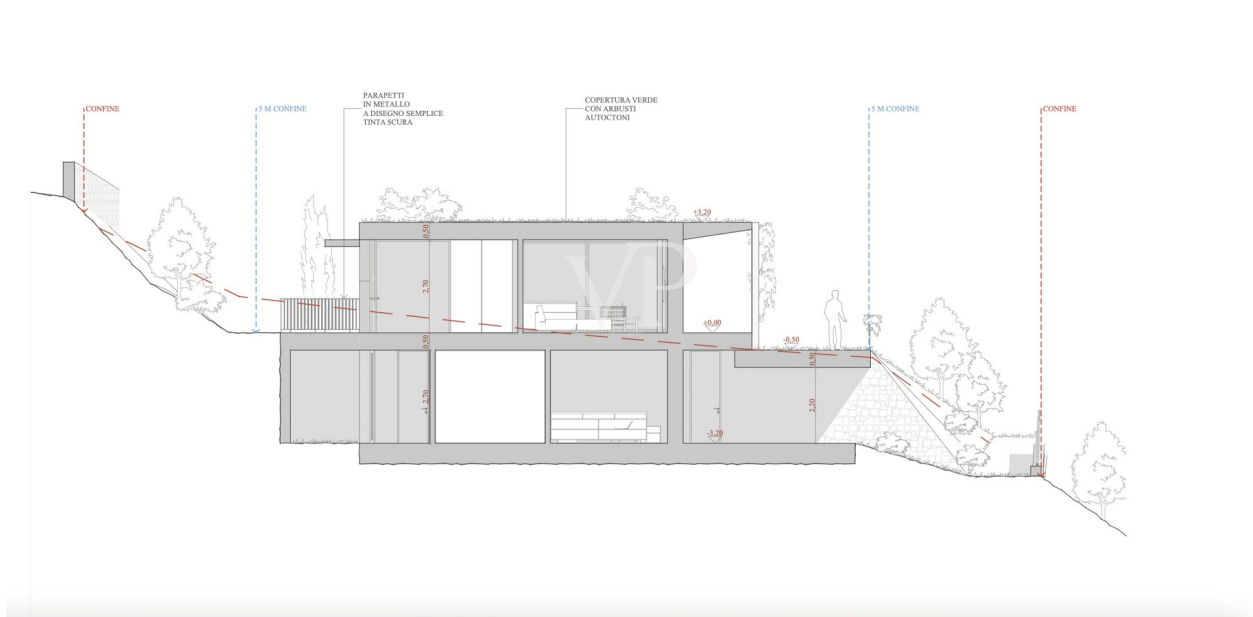 CONFINE
5 M CONFINE
PARAPETTI
IN METALLO
A DISEGNO SEMPLICE
TINTA SCURA
COPERTURA VERDE
CON ARBUSTI
AUTOCTONI
5 M CONFINE
CONFINE
+3,20
0,50
VP
2,70
±0,00
-0,50
0,50
0,50
2,70
2,20
-3,20